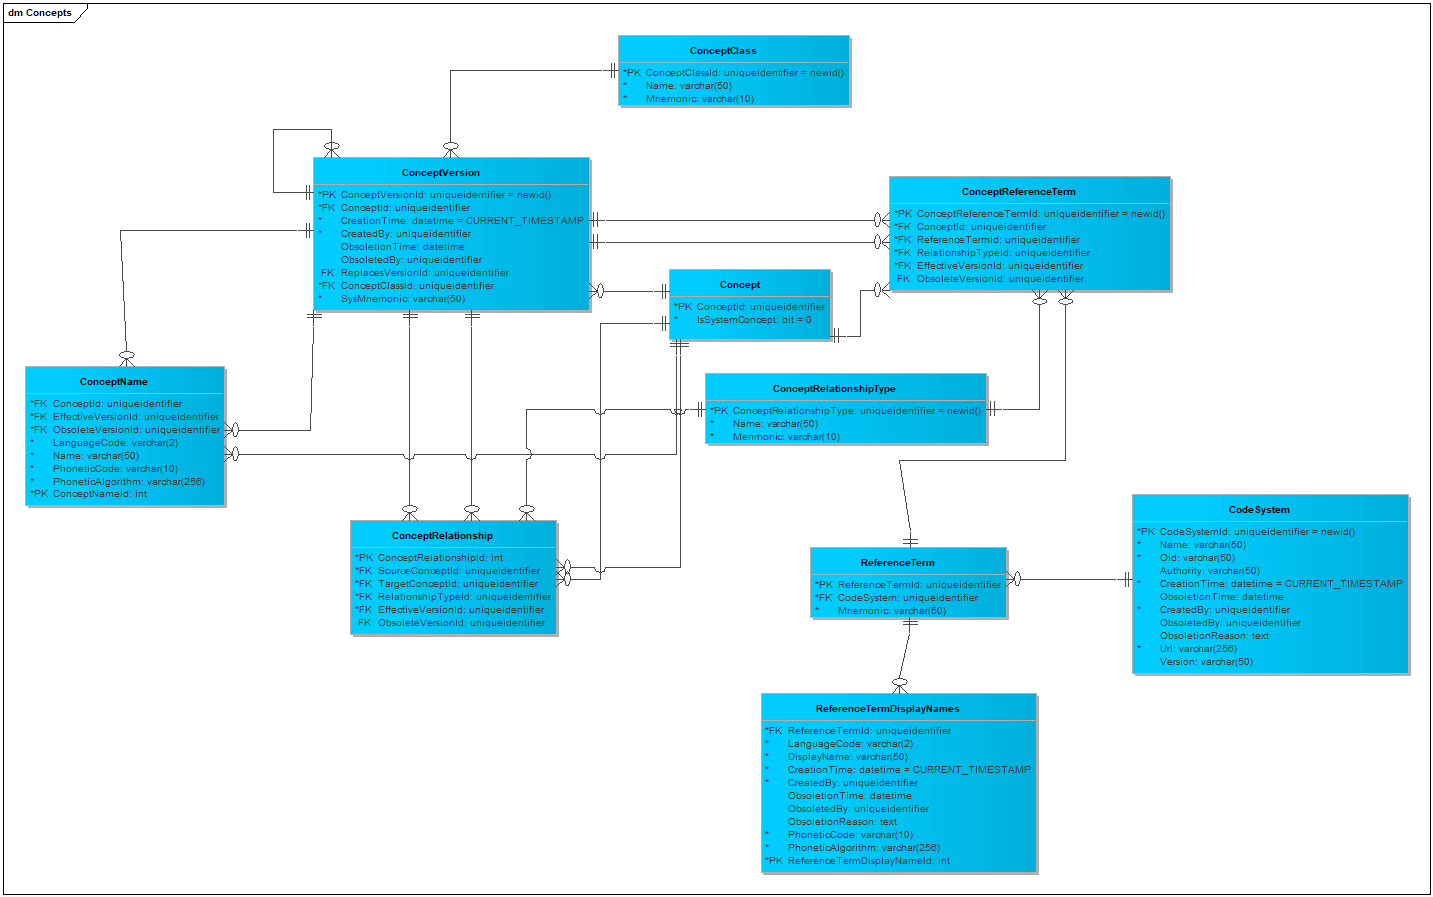 dm Concepts
ConceptClass
*PK ConceptClassId: uniqueidentifier = newid()
* Name: varchar(50)
* Mnemonic: varchar(10)
ConceptVersion
*PK ConceptVersionId: uniqueidentifier = newid()
*FK ConceptId: uniqueidentifier
* CreationTime: datetime = CURRENT_TIMESTAMP
* CreatedBy: uniqueidentifier
ObsoletionTime: datetime
ObsoletedBy: uniqueidentifier
FK ReplacesVersionId: uniqueidentifier
*FK ConceptClassId: uniqueidentifier
* SysMnemonic: varchar(50)
ConceptReferenceTerm
*PK ConceptReferenceTermId: uniqueidentifier = newid()
*FK ConceptId: uniqueidentifier
*FK ReferenceTermId: uniqueidentifier
*FK RelationshipTypeId: uniqueidentifier
*FK EffectiveVersionId: uniqueidentifier
FK ObsoleteVersionId: uniqueidentifier
Concept
*PK ConceptId: uniqueidentifier
* IsSystemConcept: bit = 0
ConceptName
*FK ConceptId: uniqueidentifier
*FK EffectiveVersionId: uniqueidentifier
*FK ObsoleteVersionId: uniqueidentifier
* LanguageCode: varchar(2)
* Name: varchar(50)
* PhoneticCode: varchar(10)
* PhoneticAlgorithm: varchar(256)
*PK ConceptNameId: int
ConceptRelationshipType
*PK ConceptRelationshipType: uniqueidentifier = newid()
* Name: varchar(50)
* Menmonic: varchar(10)
ConceptRelationship
*PK ConceptRelationshipId: int
*FK SourceConceptId: uniqueidentifier
*FK TargetConceptId: uniqueidentifier
*FK RelationshipTypeId: uniqueidentifier
*FK EffectiveVersionId: uniqueidentifier
FK ObsoleteVersionId: uniqueidentifier
ReferenceTerm
*PK ReferenceTermId: uniqueidentifier
*FK CodeSystem: uniqueidentifier
* Mnemonic: varchar(50)
CodeSystem
*PK CodeSystemId: uniqueidentifier = newid()
* Name: varchar(50)
* Oid: varchar(50)
Authority: varchar(50)
* CreationTime: datetime = CURRENT_TIMESTAMP
ObsoletionTime: datetime
* CreatedBy: uniqueidentifier
ObsoletedBy: uniqueidentifier
ObsoletionReason: text
* Url: varchar(256)
Version: varchar(50)
ReferenceTermDisplayNames
*FK ReferenceTermId: uniqueidentifier
* LanguageCode: varchar(2)
* DisplayName: varchar(50)
* CreationTime: datetime = CURRENT_TIMESTAMP
* CreatedBy: uniqueidentifier
ObsoletionTime: datetime
ObsoletedBy: uniqueidentifier
ObsoletionReason: text
* PhoneticCode: varchar(10)
* PhoneticAlgorithm: varchar(256)
*PK ReferenceTermDisplayNameId: int